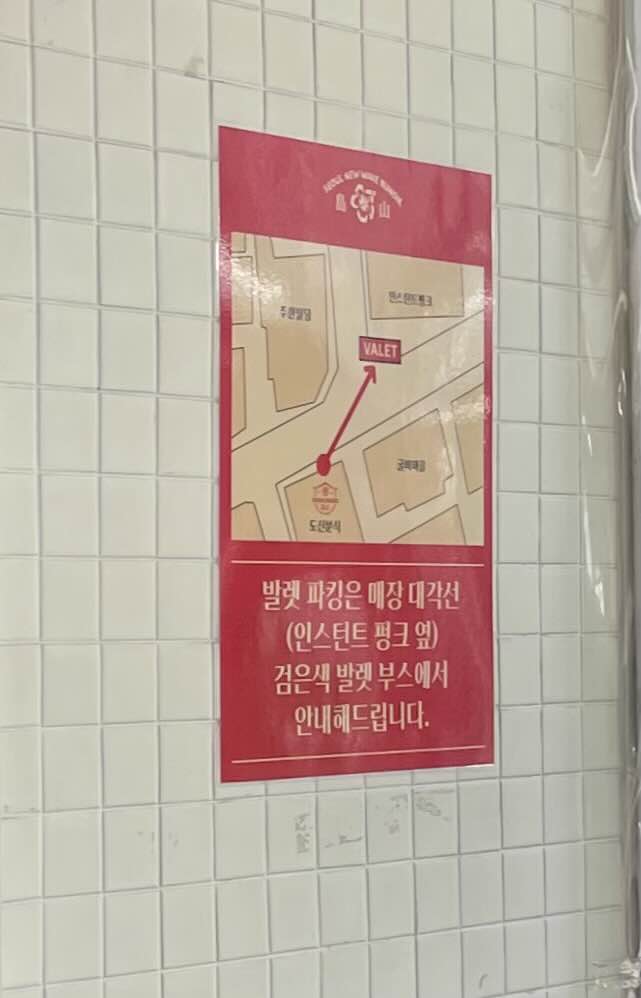 SEOUL NEW WAVE BUNSIK
島山
인스턴트펑크
주한빌딩
VALET
도산분식
발렛 파킹은 매장 대각선
(인스턴트 펑크 옆)
검은색 발렛 부스에서
안내해드립니다.